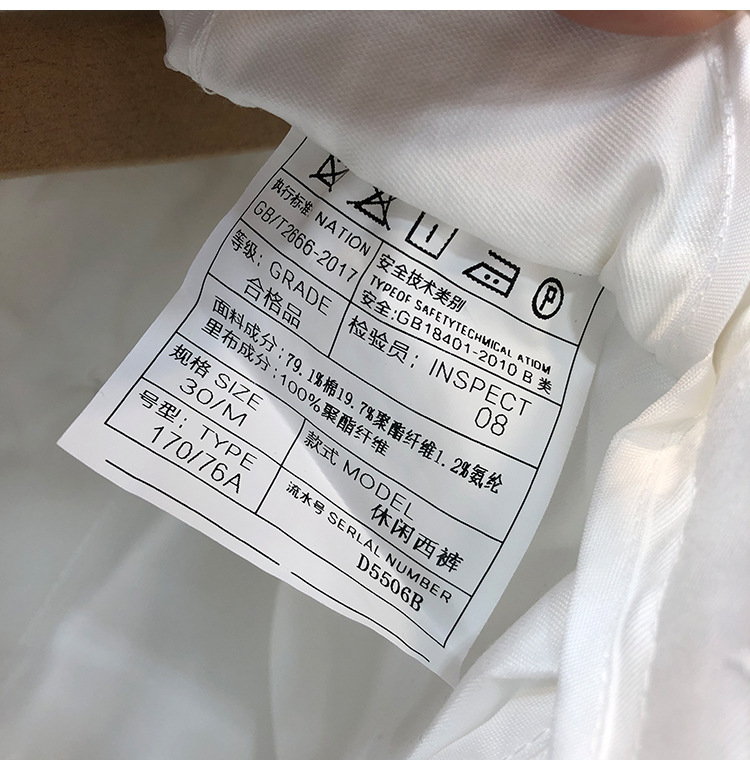 执行标准 NATION
GB/T2666-2017
安全技术类别
TYPEOF SAFETYTECHMICAL ATIOM
安全:GB18401-2010 B 类
等级: GRADE
合格品
检验员: INSPECT
08
面料成分: 79.1%棉19.7%聚酯纤维1.2%氨纶
里布成分: 100%聚酯纤维
规格 SIZE
30/M
款式 MODEL
休闲西裤
号型: TYPE
170/76A
流水号 SERLAL NUMBER
D5506B
P